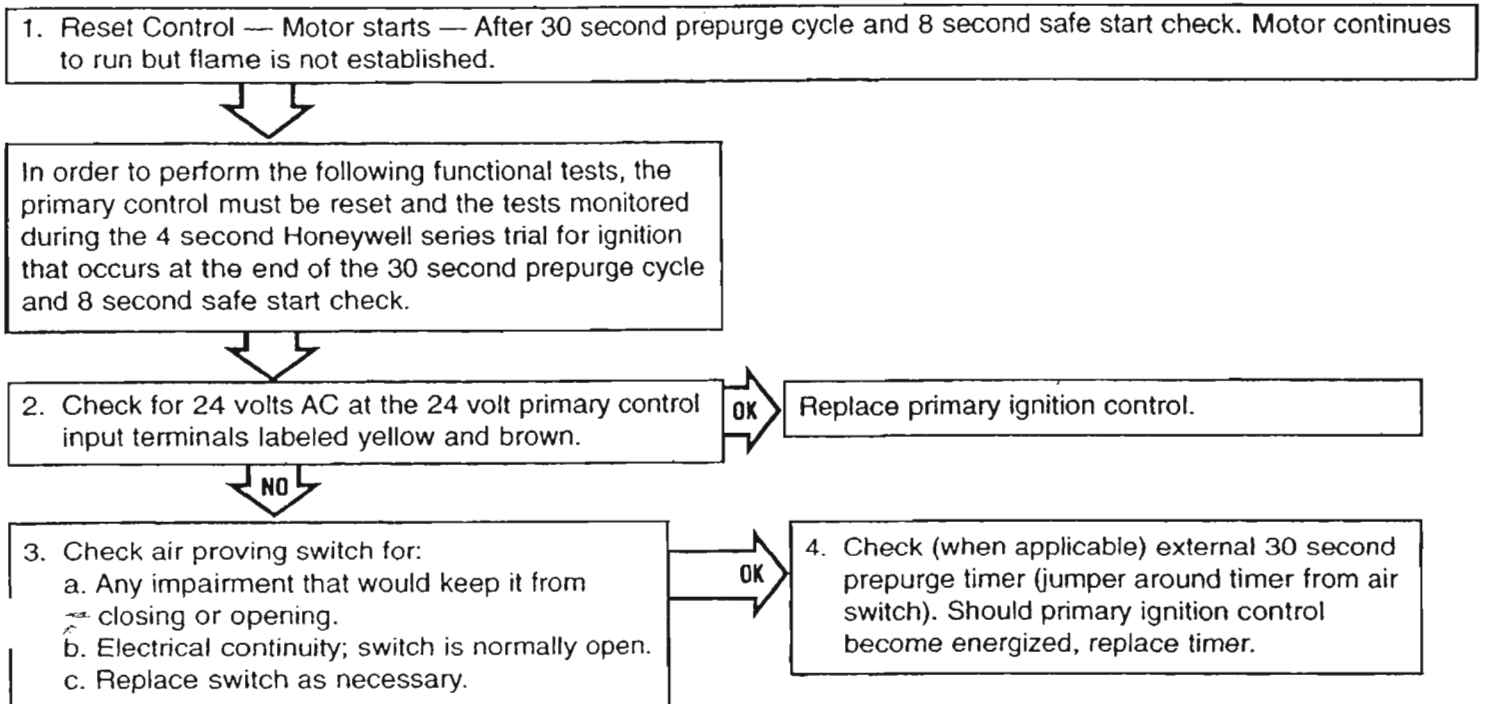 1. Reset Control — Motor starts — After 30 second prepurge cycle and 8 second safe start check. Motor continues
to run but flame is not established.
In order to perform the following functional tests, the
primary control must be reset and the tests monitored
during the 4 second Honeywell series trial for ignition
that occurs at the end of the 30 second prepurge cycle
and 8 second safe start check.
2. Check for 24 volts AC at the 24 volt primary control
input terminals labeled yellow and brown.
OK
Replace primary ignition control.
NO
3. Check air proving switch for:
a. Any impairment that would keep it from
closing or opening.
b. Electrical continuity; switch is normally open.
c. Replace switch as necessary.
OK
4. Check (when applicable) external 30 second
prepurge timer (jumper around timer from air
switch). Should primary ignition control
become energized, replace timer.